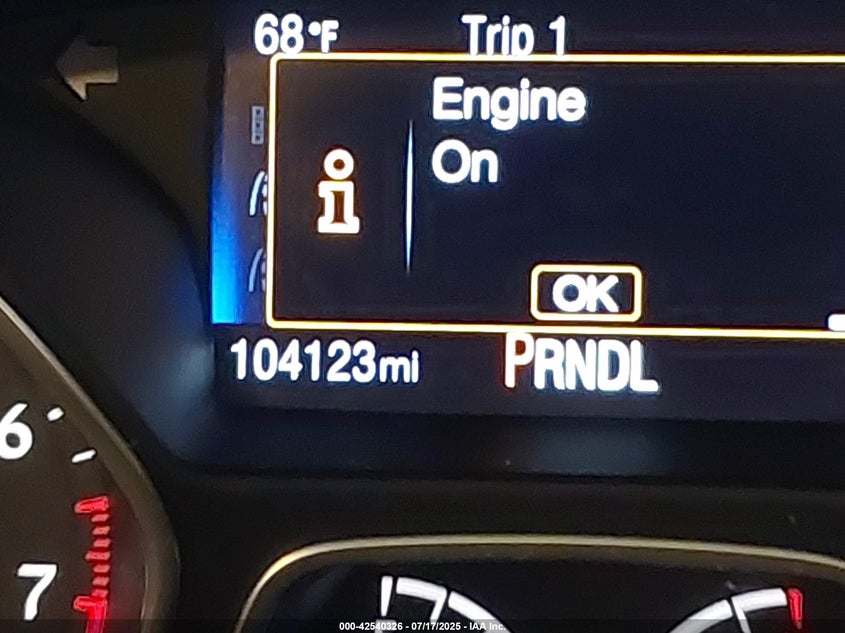 68°F Trip 1
Engine
On
i
OK
104123mi PRNDL
6
7
000-42540326 - 07/17/2025 - IAA Inc.